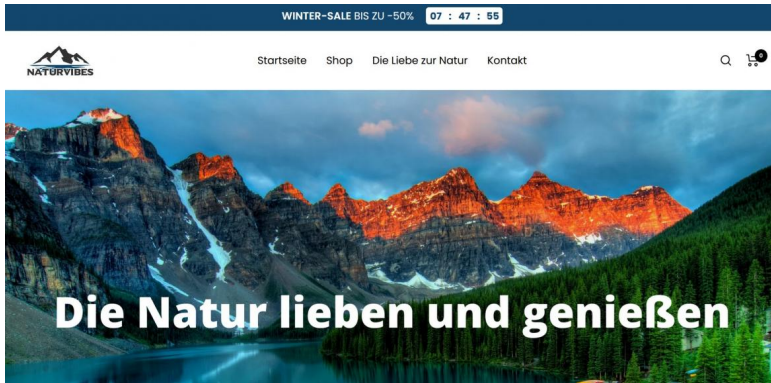 WINTER-SALE BIS ZU -50% 07 : 47 : 55
NATURVIBES
Startseite Shop Die Liebe zur Natur Kontakt
0
Die Natur lieben und genießen